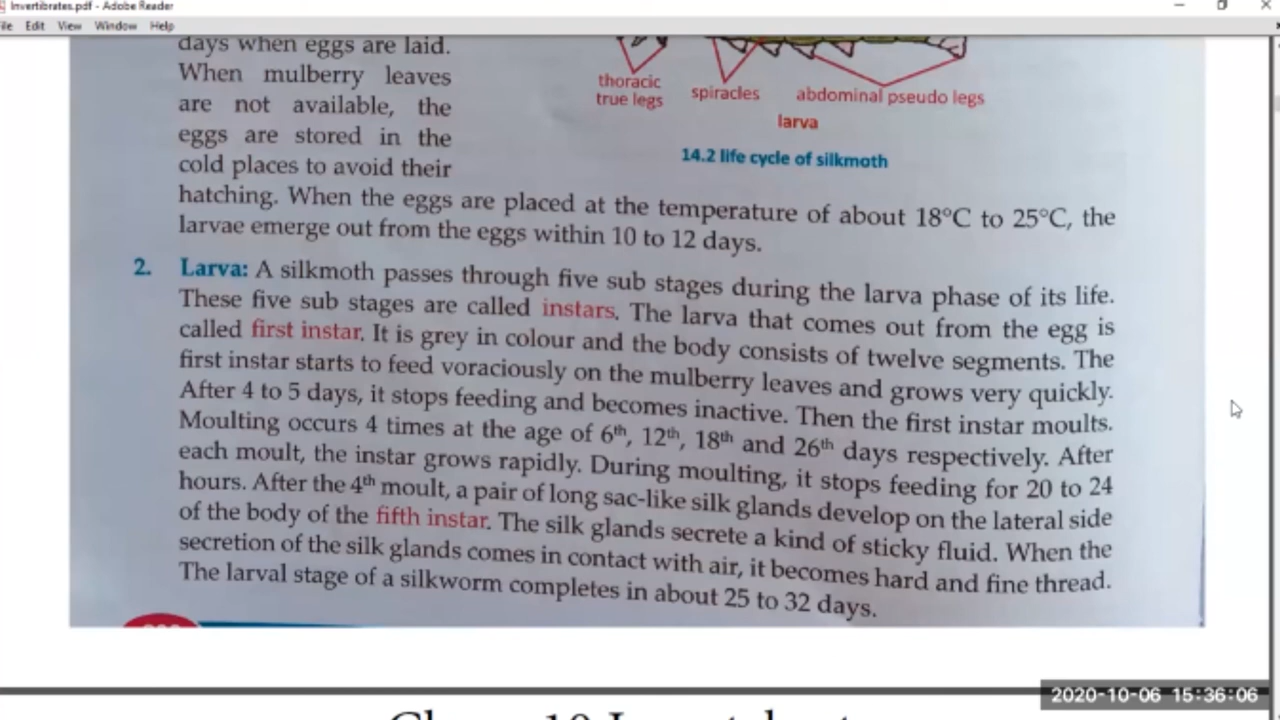 Invertibrates.pdf - Adobe Reader
File Edit View Window Help
days when eggs are laid.
When mulberry leaves
are not available, the
eggs are stored in the
cold places to avoid their
hatching. When the eggs are placed at the temperature of about 18°C to 25°C, the
larvae emerge out from the eggs within 10 to 12 days.
thoracic
true legs
spiracles
abdominal pseudo legs
larva
14.2 life cycle of silkmoth
2. Larva: A silkmoth passes through five sub stages during the larva phase of its life.
These five sub stages are called instars. The larva that comes out from the egg is
called first instar. It is grey in colour and the body consists of twelve segments. The
first instar starts to feed voraciously on the mulberry leaves and grows very quickly.
After 4 to 5 days, it stops feeding and becomes inactive. Then the first instar moults.
Moulting occurs 4 times at the age of 6th, 12th, 18th and 26th days respectively. After
each moult, the instar grows rapidly. During moulting, it stops feeding for 20 to 24
hours. After the 4th moult, a pair of long sac-like silk glands develop on the lateral side
of the body of the fifth instar. The silk glands secrete a kind of sticky fluid. When the
secretion of the silk glands comes in contact with air, it becomes hard and fine thread.
The larval stage of a silkworm completes in about 25 to 32 days.
2020-10-06 15:36:06